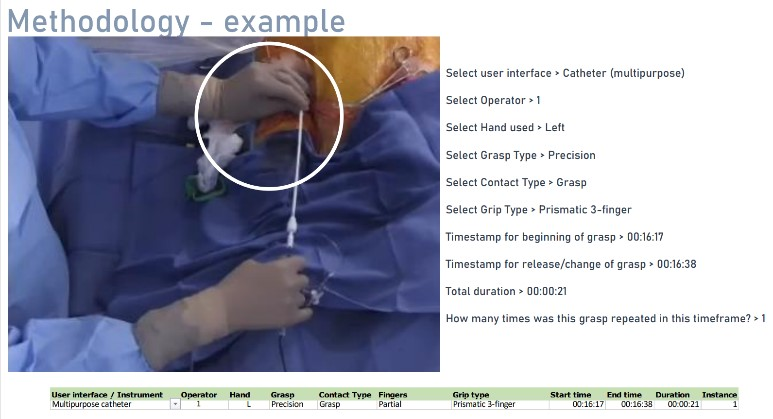 Methodology – example
Select user interface > Catheter (multipurpose)
Select Operator > 1
Select Hand used > Left
Select Grasp Type > Precision
Select Contact Type > Grasp
Select Grip Type > Prismatic 3-finger
Timestamp for beginning of grasp > 00:16:17
Timestamp for release/change of grasp > 00:16:38
Total duration > 00:00:21
How many times was this grasp repeated in this timeframe? > 1
User interface / Instrument Operator Hand Grasp Contact Type Fingers Grip type Start time End time Duration Instance
Multipurpose catheter 1 L Precision Grasp Partial Prismatic 3-finger 00:16:17 00:16:38 00:00:21 1